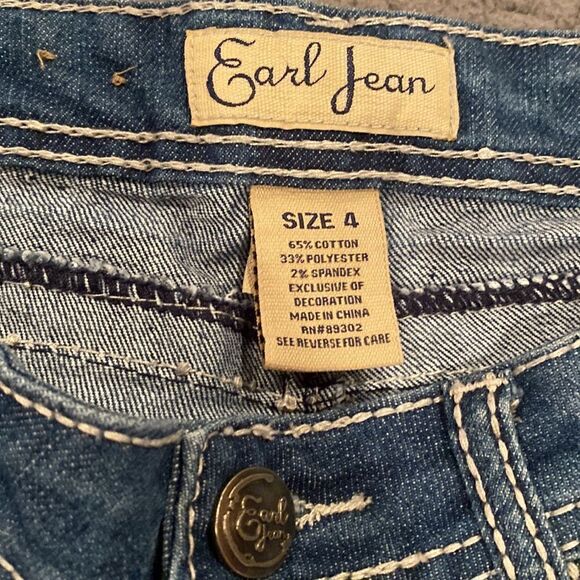 Earl Jean
SIZE 4
65% COTTON
33% POLYESTER
2% SPANDEX
EXCLUSIVE OF
DECORATION
MADE IN CHINA
RN#89302
SEE REVERSE FOR CARE
Earl
Jean